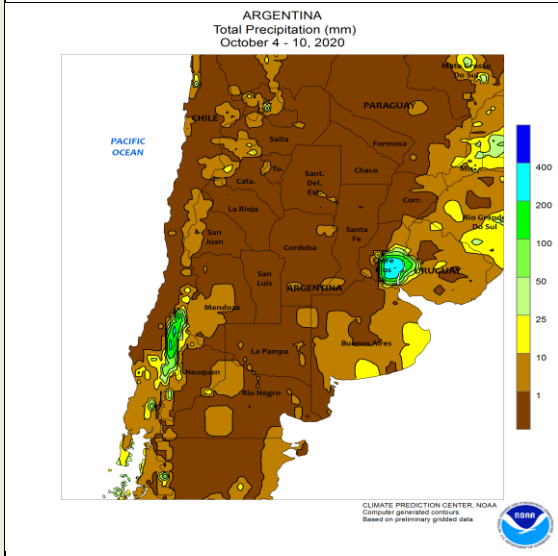 ARGENTINA
Total Precipitation (mm)
October 4 - 10, 2020
Mato Grosso
Do Sul
PARAGUAY
CHILE
PACIFIC
OCEAN
Salta
Formosa
Tu.
Chaco
Sant.
Del.
Est.
Cata.
Corr.
La Rioja
Rio Grande
Do Sul
Santa
Fe
San
Juan
Cordoba
URUGUAY
San
Luis
ARGENTINA
Mendoza
Buenos Aires
La Pampa
Neuquen
Rio Negro
400
200
100
50
25
10
1
CLIMATE PREDICTION CENTER, NOAA
Computer generated contours
Based on preliminary gridded data
NOAA